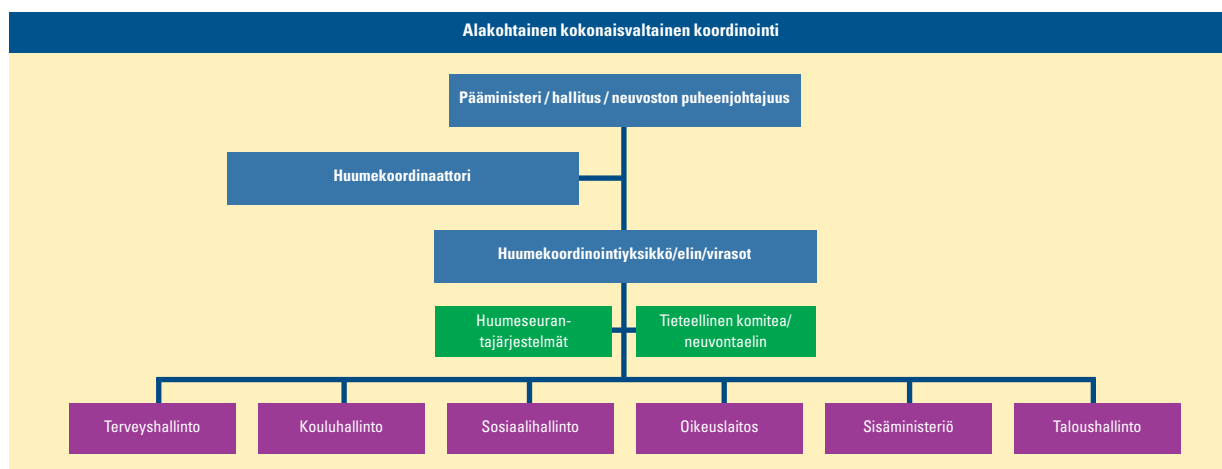 Alakohtainen kokonaisvaltainen koordinointi
Pääministeri / hallitus / neuvoston puheenjohtajuus
Huumekoordinaattori
Huumekoordinointiyksikkö/elin/virasot
Huumeseuran-
tajärjestelmät
Tieteellinen komitea/
neuvontaelin
Terveyshallinto
Kouluhallinto
Sosiaalihallinto
Oikeuslaitos
Sisäministeriö
Taloushallinto